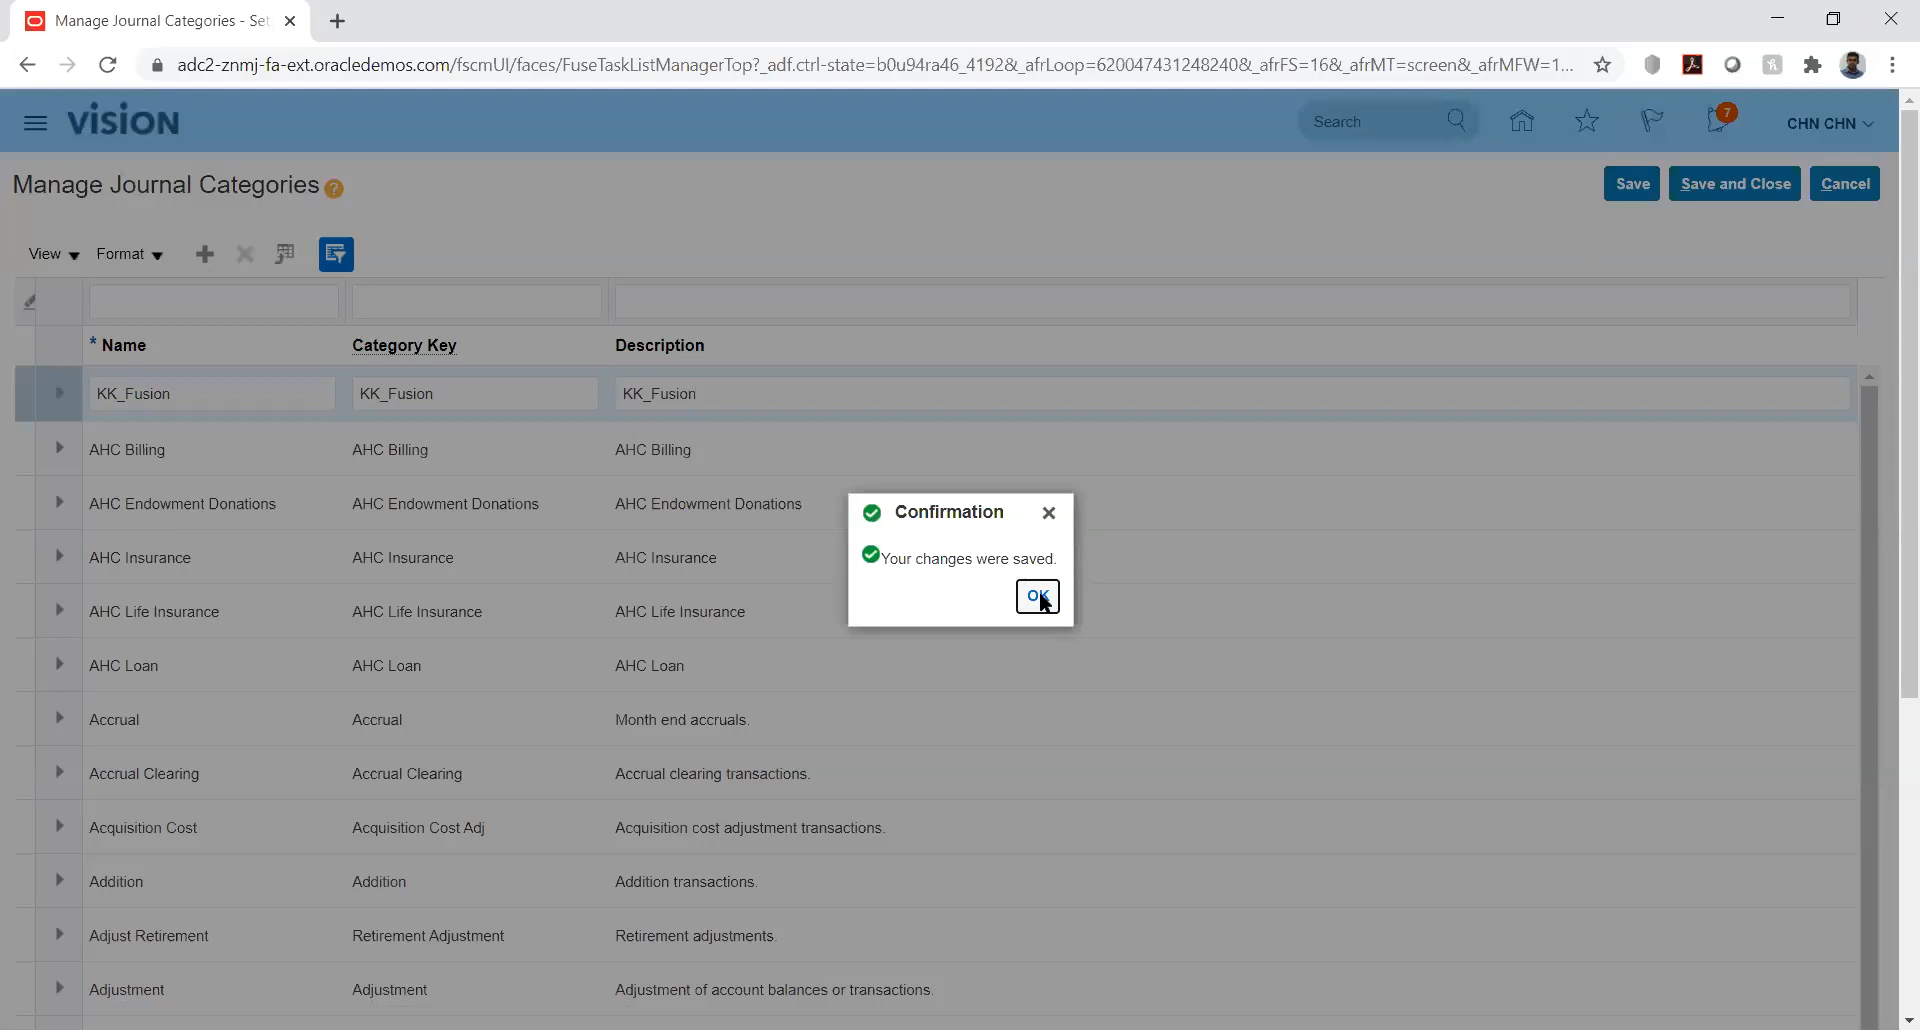 Manage Journal Categories - Set
adc2-znmj-fa-ext.oracledemos.com/fscmUI/faces/FuseTaskListManagerTop?_adf.ctrl-state=b0u94ra46_4192&_afrLoop=62004743124824​0&_afrFS=16&_afrMT=screen&_afrMFW=1...
vision
Search
7
CHN CHN
Manage Journal Categories ?
Save
Save and Close
Cancel
View
Format
* Name Category Key Description
KK_Fusion KK_Fusion KK_Fusion
AHC Billing AHC Billing AHC Billing
AHC Endowment Donations AHC Endowment Donations AHC Endowment Donations
AHC Insurance AHC Insurance AHC Insurance
AHC Life Insurance AHC Life Insurance AHC Life Insurance
AHC Loan AHC Loan AHC Loan
Accrual Accrual Month end accruals.
Accrual Clearing Accrual Clearing Accrual clearing transactions.
Acquisition Cost Acquisition Cost Adj Acquisition cost adjustment transactions.
Addition Addition Addition transactions.
Adjust Retirement Retirement Adjustment Retirement adjustments.
Adjustment Adjustment Adjustment of account balances or transactions.
Confirmation
Your changes were saved.
OK